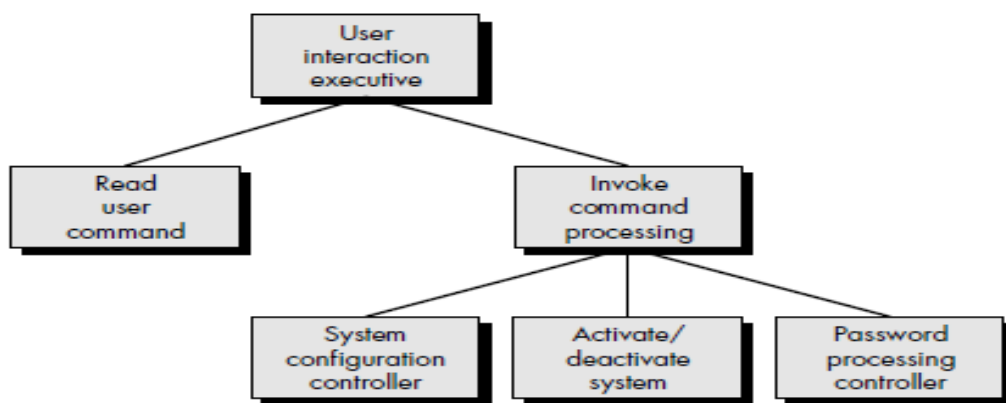 User
interaction
executive
Read
user
command
Invoke
command
processing
System
configuration
controller
Activate/
deactivate
system
Password
processing
controller